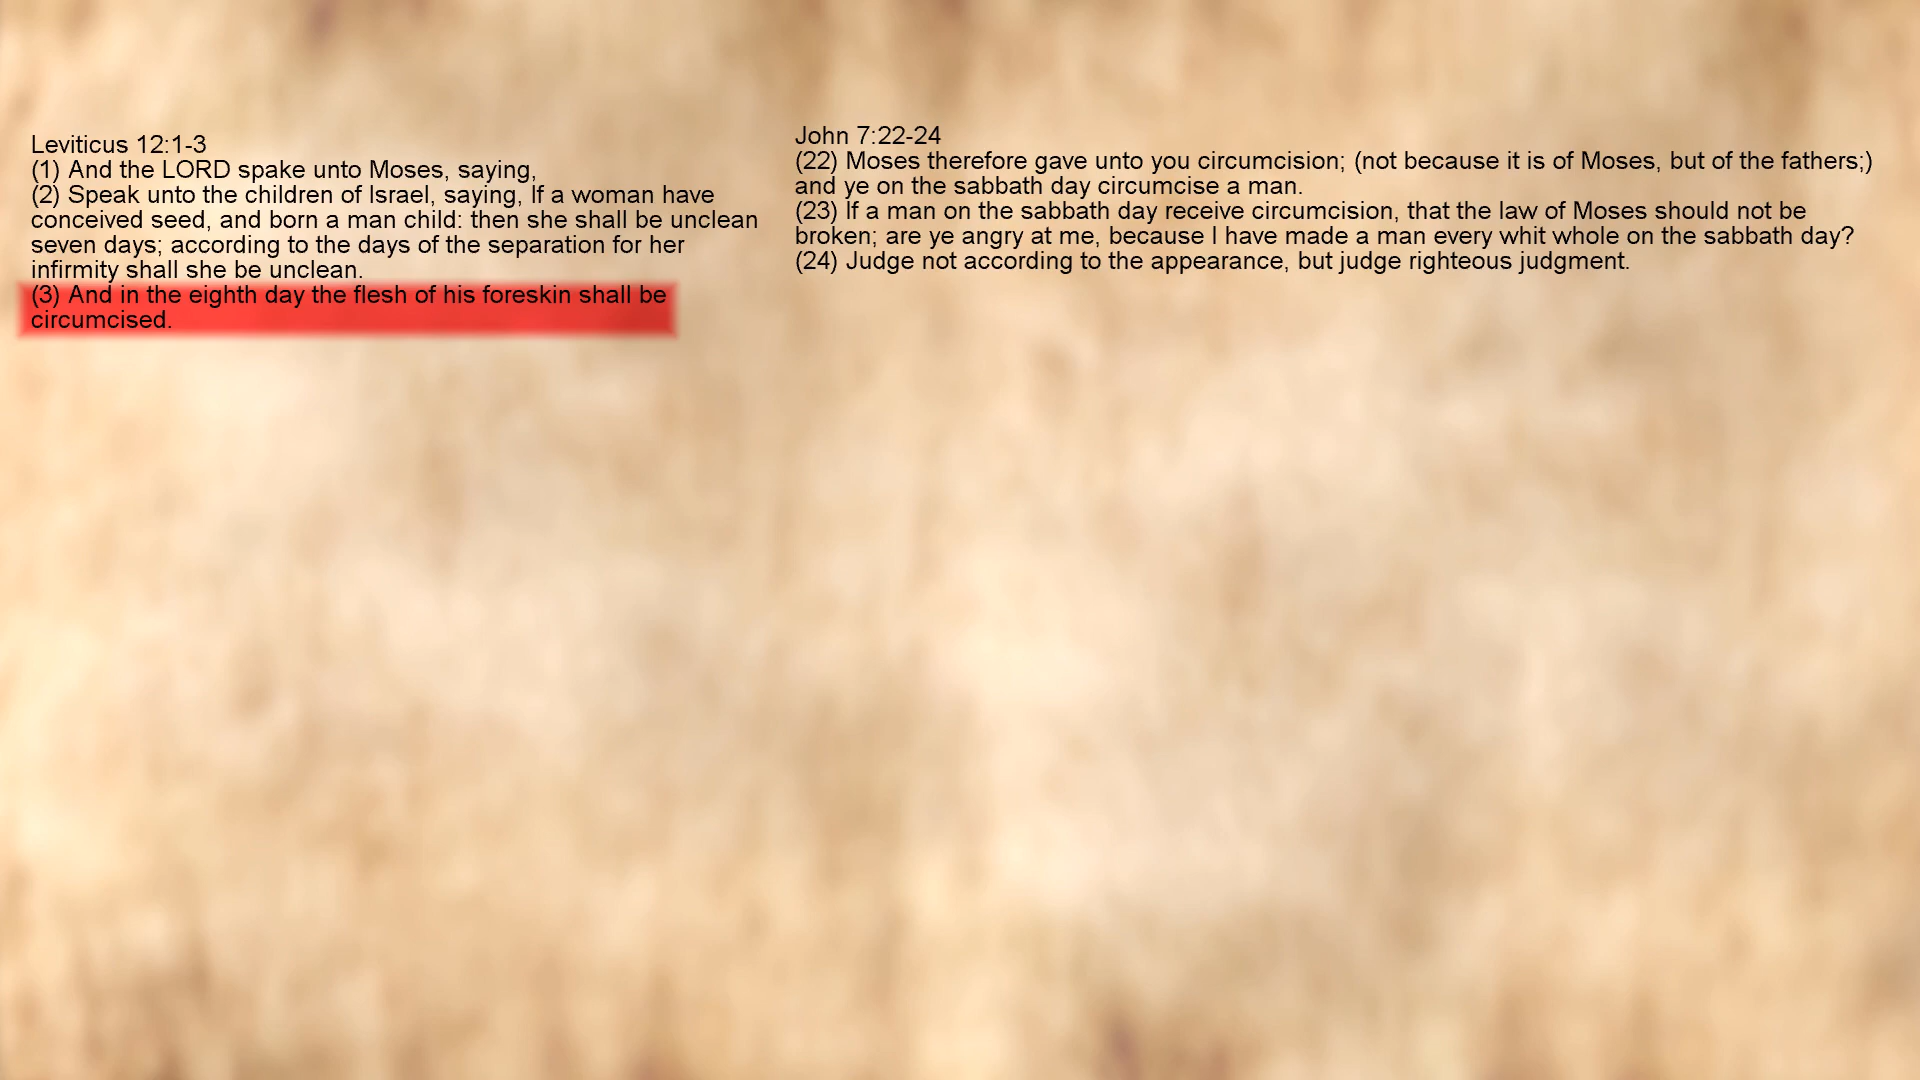 Leviticus 12:1-3
(1) And the LORD spake unto Moses, saying,
(2) Speak unto the children of Israel, saying, If a woman have
conceived seed, and born a man child: then she shall be unclean
seven days; according to the days of the separation for her
infirmity shall she be unclean.
(3) And in the eighth day the flesh of his foreskin shall be
circumcised.
John 7:22-24
(22) Moses therefore gave unto you circumcision; (not because it is of Moses, but of the fathers;)
and ye on the sabbath day circumcise a man.
(23) If a man on the sabbath day receive circumcision, that the law of Moses should not be
broken; are ye angry at me, because I have made a man every whit whole on the sabbath day?
(24) Judge not according to the appearance, but judge righteous judgment.